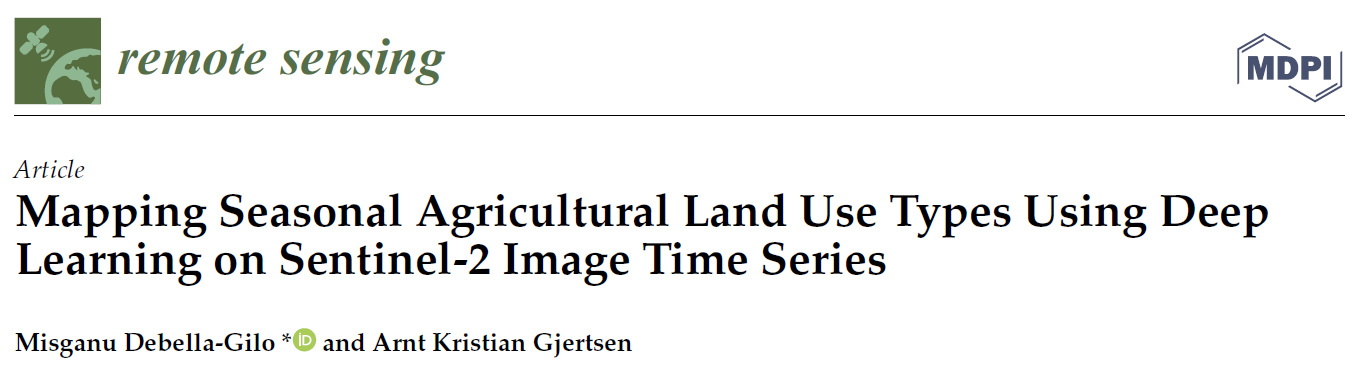 remote sensing
MDPI
Article
Mapping Seasonal Agricultural Land Use Types Using Deep
Learning on Sentinel-2 Image Time Series
Misganu Debella-Gilo * iD and Arnt Kristian Gjertsen